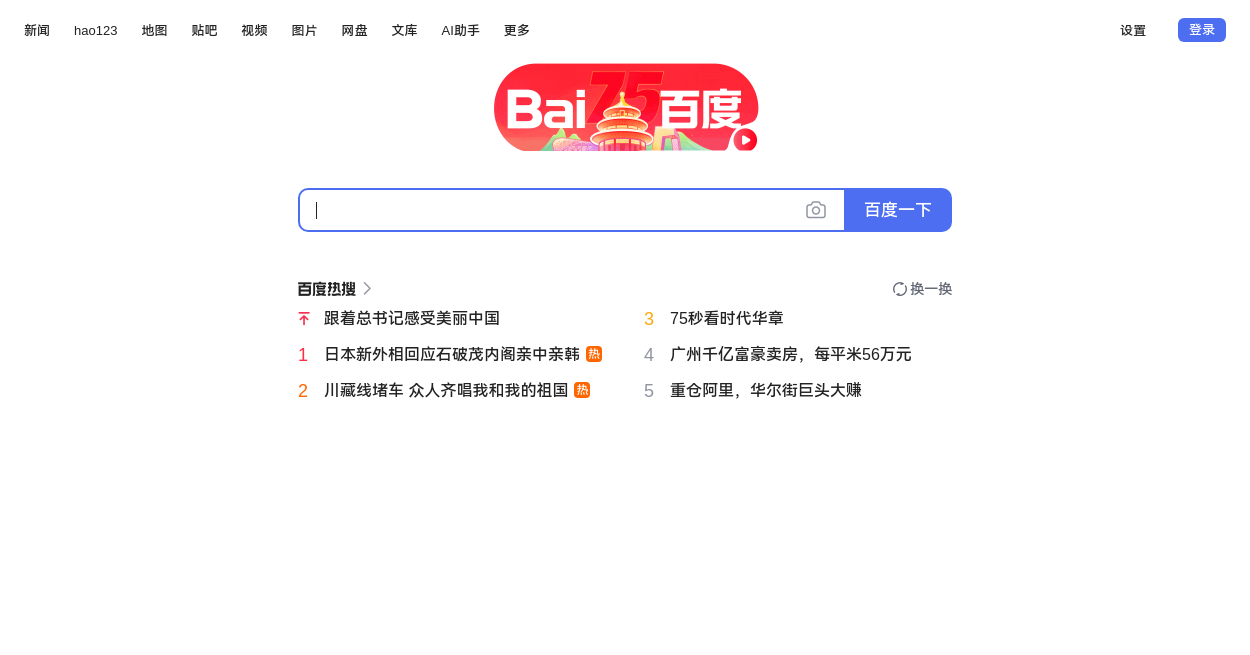 新闻 hao123 地图 贴吧 视频 图片 网盘 文库 AI助手 更多 设置 登录
Bai 75 百度
百度一下
百度热搜 换一换
跟着总书记感受美丽中国
1 日本新外相回应石破茂内阁亲中亲韩 热
2 川藏线堵车 众人齐唱我和我的祖国 热
3 75秒看时代华章
4 广州千亿富豪卖房，每平米56万元
5 重仓阿里，华尔街巨头大赚